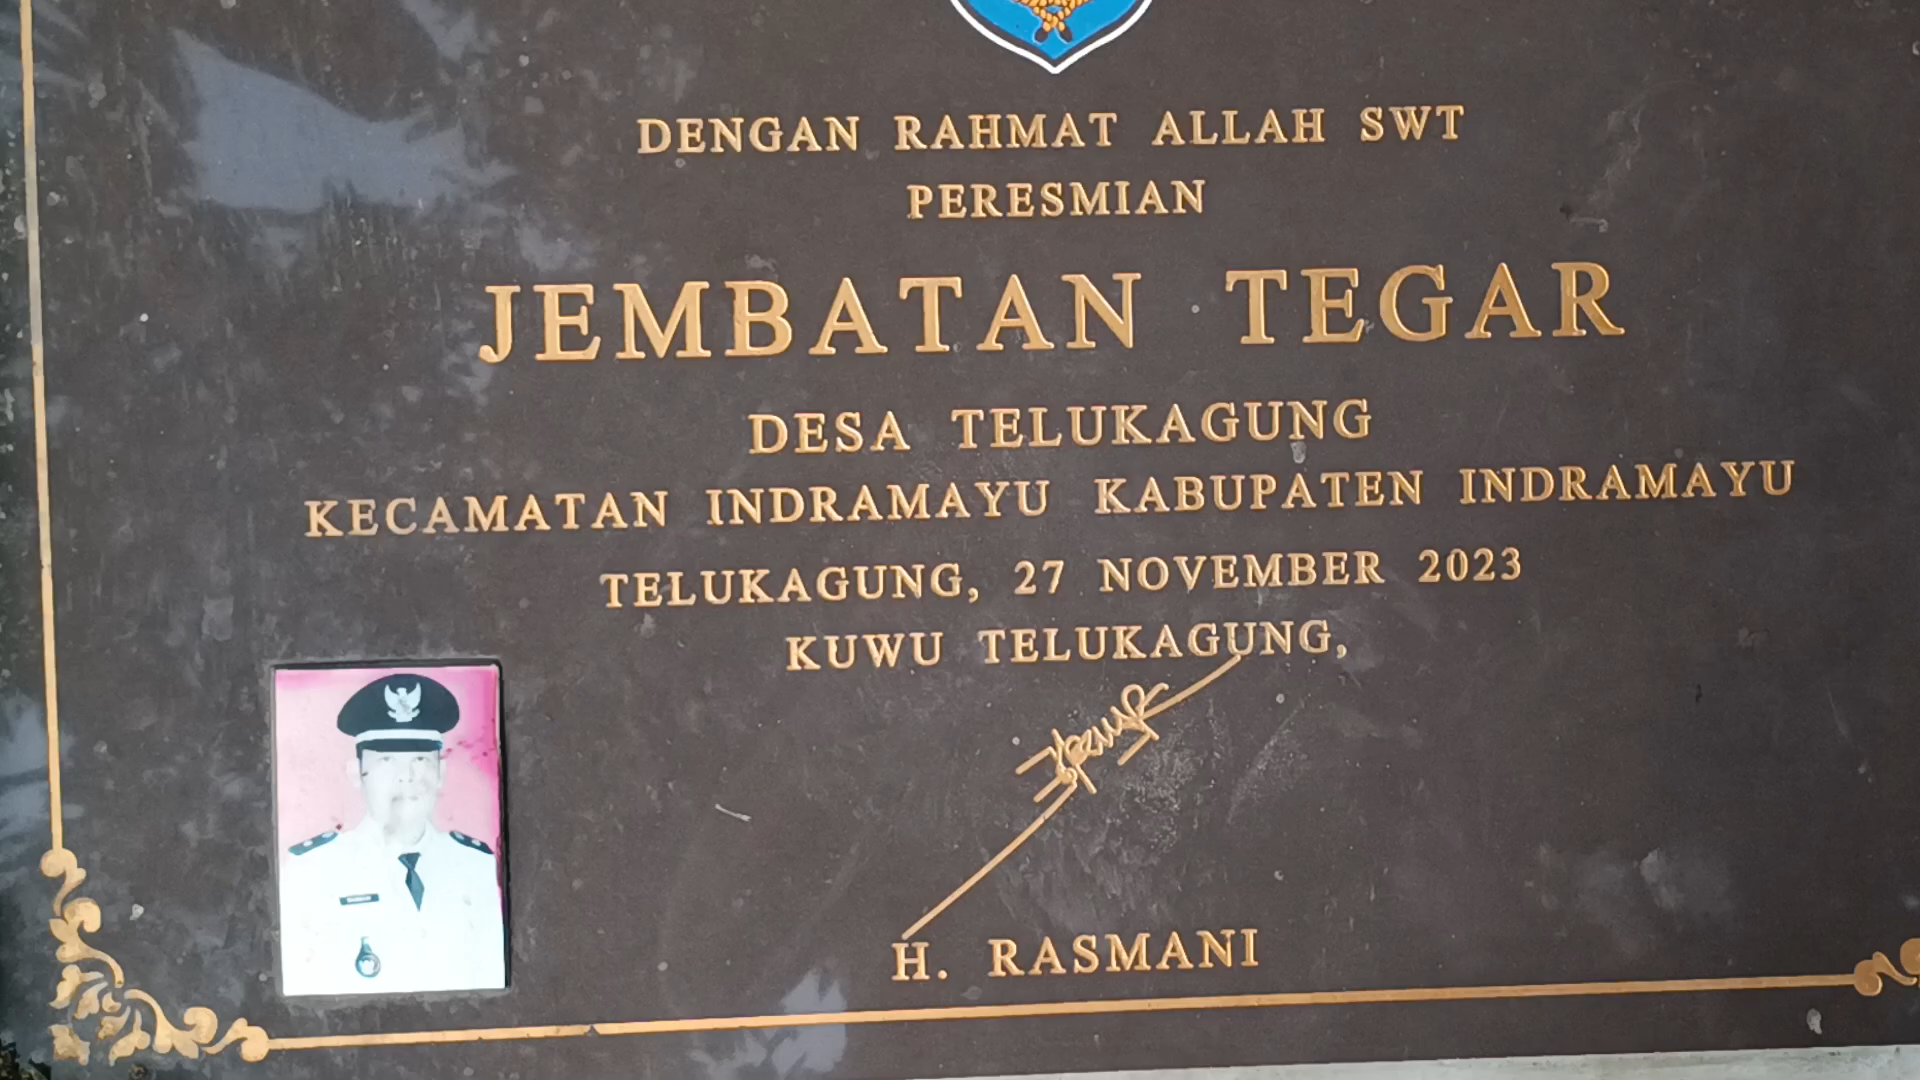 DENGAN RAHMAT ALLAH SWT
PERESMIAN
JEMBATAN TEGAR
DESA TELUKAGUNG
KECAMATAN INDRAMAYU KABUPATEN INDRAMAYU
TELUKAGUNG, 27 NOVEMBER 2023
KUWU TELUKAGUNG,
H. RASMANI